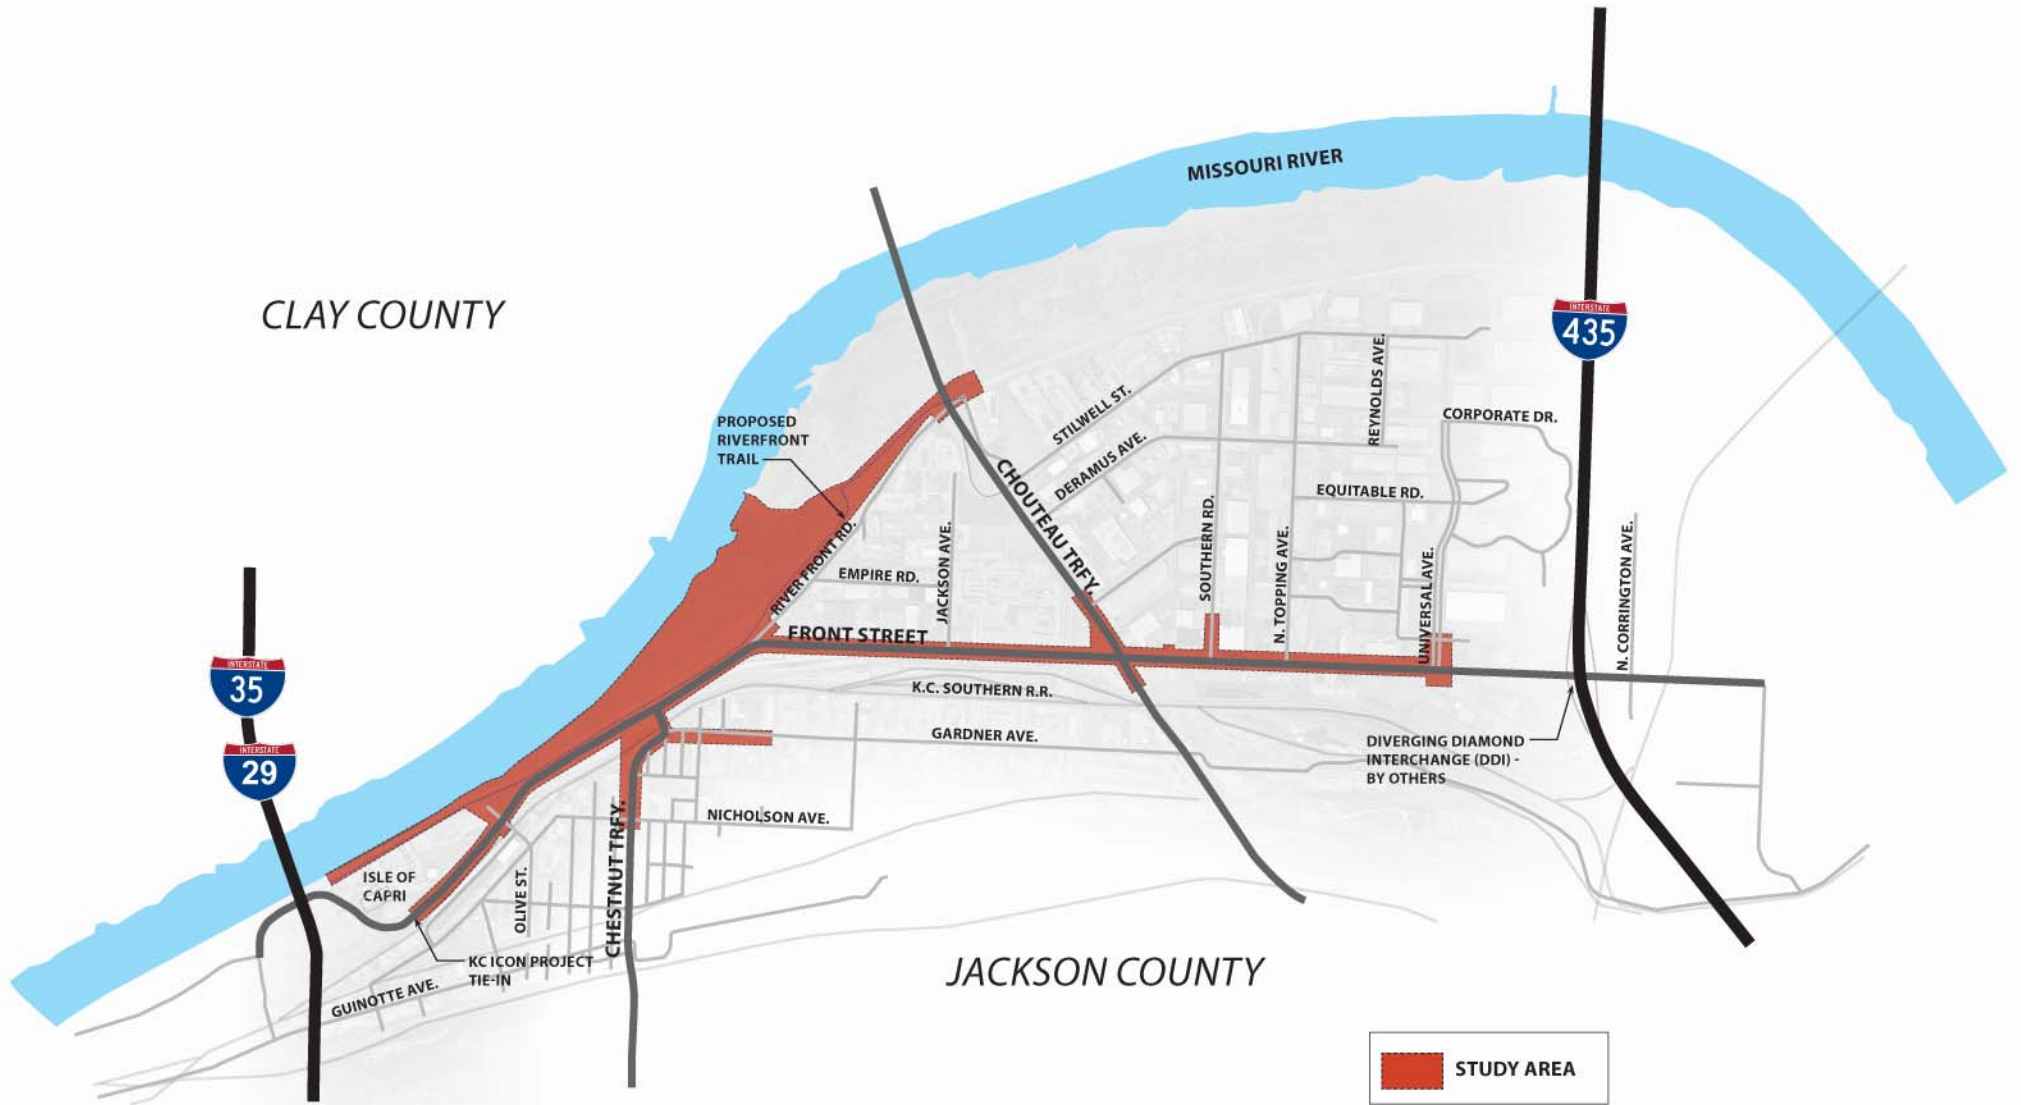 MISSOURI RIVER
CLAY COUNTY
INTERSTATE
435
REYNOLDS AVE.
CORPORATE DR.
STILWELL ST.
PROPOSED
RIVERFRONT
TRAIL
DERAMUS AVE.
CHOUTEAU TRFY.
EQUITABLE RD.
RIVER FRONT RD.
EMPIRE RD.
JACKSON AVE.
SOUTHERN RD.
N. TOPPING AVE.
UNIVERSAL AVE.
N. CORRINGTON AVE.
FRONT STREET
INTERSTATE
35
K.C. SOUTHERN R.R.
GARDNER AVE.
INTERSTATE
29
DIVERGING DIAMOND
INTERCHANGE (DDI) -
BY OTHERS
NICHOLSON AVE.
ISLE OF
CAPRI
OLIVE ST.
CHESTNUT TRFY.
KC ICON PROJECT
TIE-IN
GUINOTTE AVE.
JACKSON COUNTY
STUDY AREA